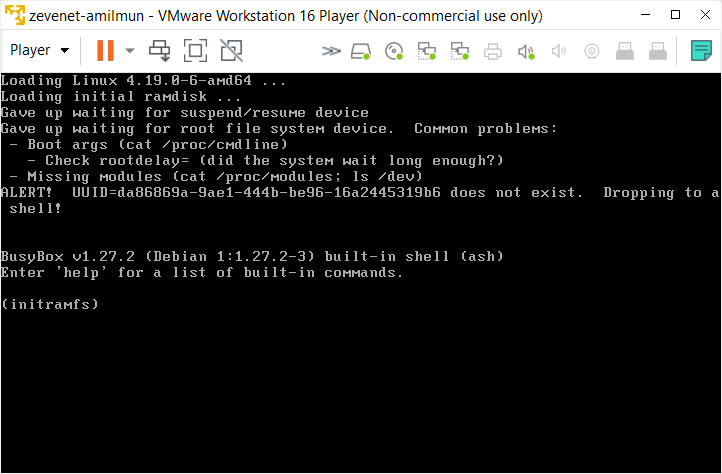 zevenet-amilmun - VMware Workstation 16 Player (Non-commercial use only)
Player
Loading Linux 4.19.0-6-amd64 ...
Loading initial ramdisk ...
Gave up waiting for suspend/resume device
Gave up waiting for root file system device.  Common problems:
 - Boot args (cat /proc/cmdline)
   - Check rootdelay= (did the system wait long enough?)
 - Missing modules (cat /proc/modules; ls /dev)
ALERT!  UUID=da86869a-9ae1-444b-be96-16a2445319b6 does not exist.  Dropping to a
 shell!
BusyBox v1.27.2 (Debian 1:1.27.2-3) built-in shell (ash)
Enter 'help' for a list of built-in commands.
(initramfs)